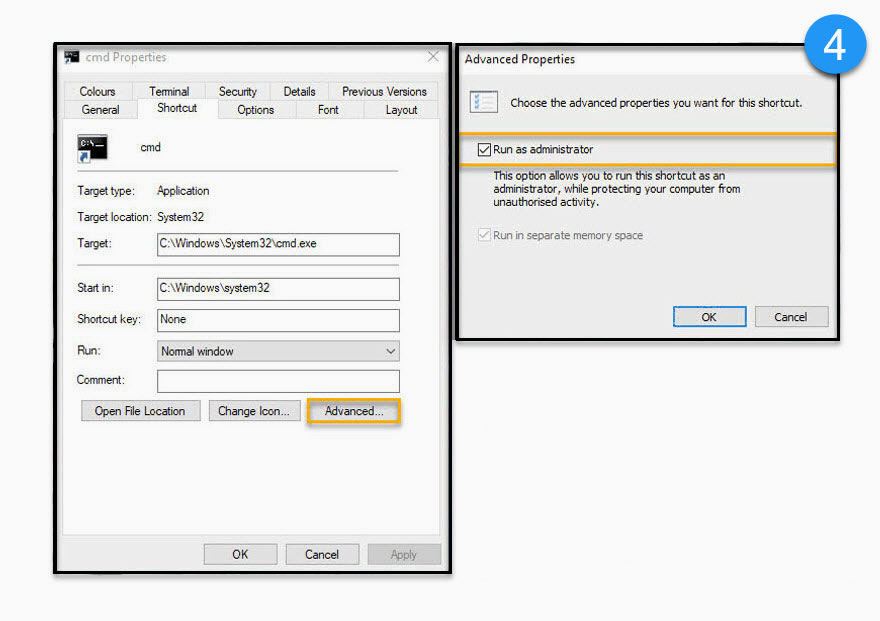 cmd Properties
Colours Terminal Security Details Previous Versions
General Shortcut Options Font Layout
C:\_
cmd
Target type: Application
Target location: System32
Target: C:\Windows\System32\cmd.exe
Start in: C:\Windows\system32
Shortcut key: None
Run: Normal window
Comment:
Open File Location Change Icon... Advanced...
OK Cancel Apply
4
Advanced Properties
Choose the advanced properties you want for this shortcut.
Run as administrator
This option allows you to run this shortcut as an
administrator, while protecting your computer from
unauthorised activity.
Run in separate memory space
OK Cancel